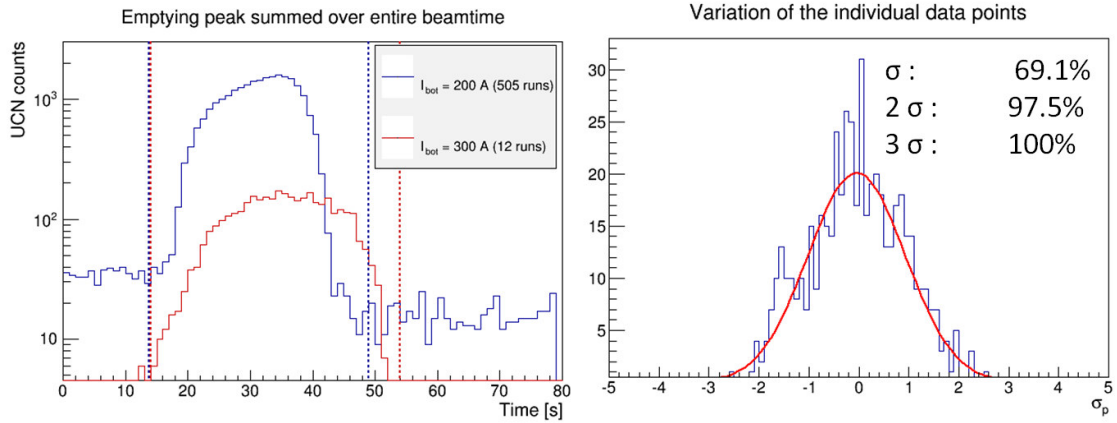 Emptying peak summed over entire beamtime
UCN counts
10³
10²
10
I_bot = 200 A (505 runs)
I_bot = 300 A (12 runs)
0 10 20 30 40 50 60 70 80
Time [s]
Variation of the individual data points
30
25
20
15
10
5
σ : 69.1%
2 σ : 97.5%
3 σ : 100%
-5 -4 -3 -2 -1 0 1 2 3 4 5
σ_p